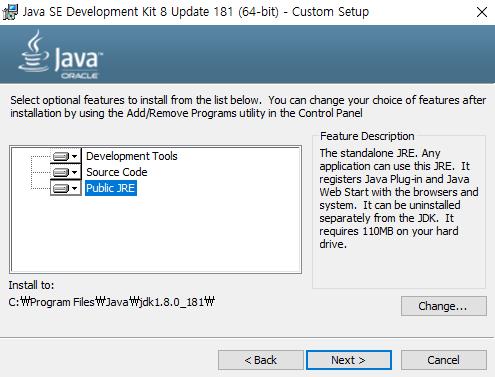 Java SE Development Kit 8 Update 181 (64-bit) - Custom Setup
Java™
ORACLE
Select optional features to install from the list below. You can change your choice of features after
installation by using the Add/Remove Programs utility in the Control Panel
Development Tools
Source Code
Public JRE
Feature Description
The standalone JRE. Any
application can use this JRE. It
registers Java Plug-in and Java
Web Start with the browsers and
system. It can be uninstalled
separately from the JDK. It
requires 110MB on your hard
drive.
Install to:
C:₩Program Files₩Java₩jdk1.8.0_181₩
Change...
< Back
Next >
Cancel